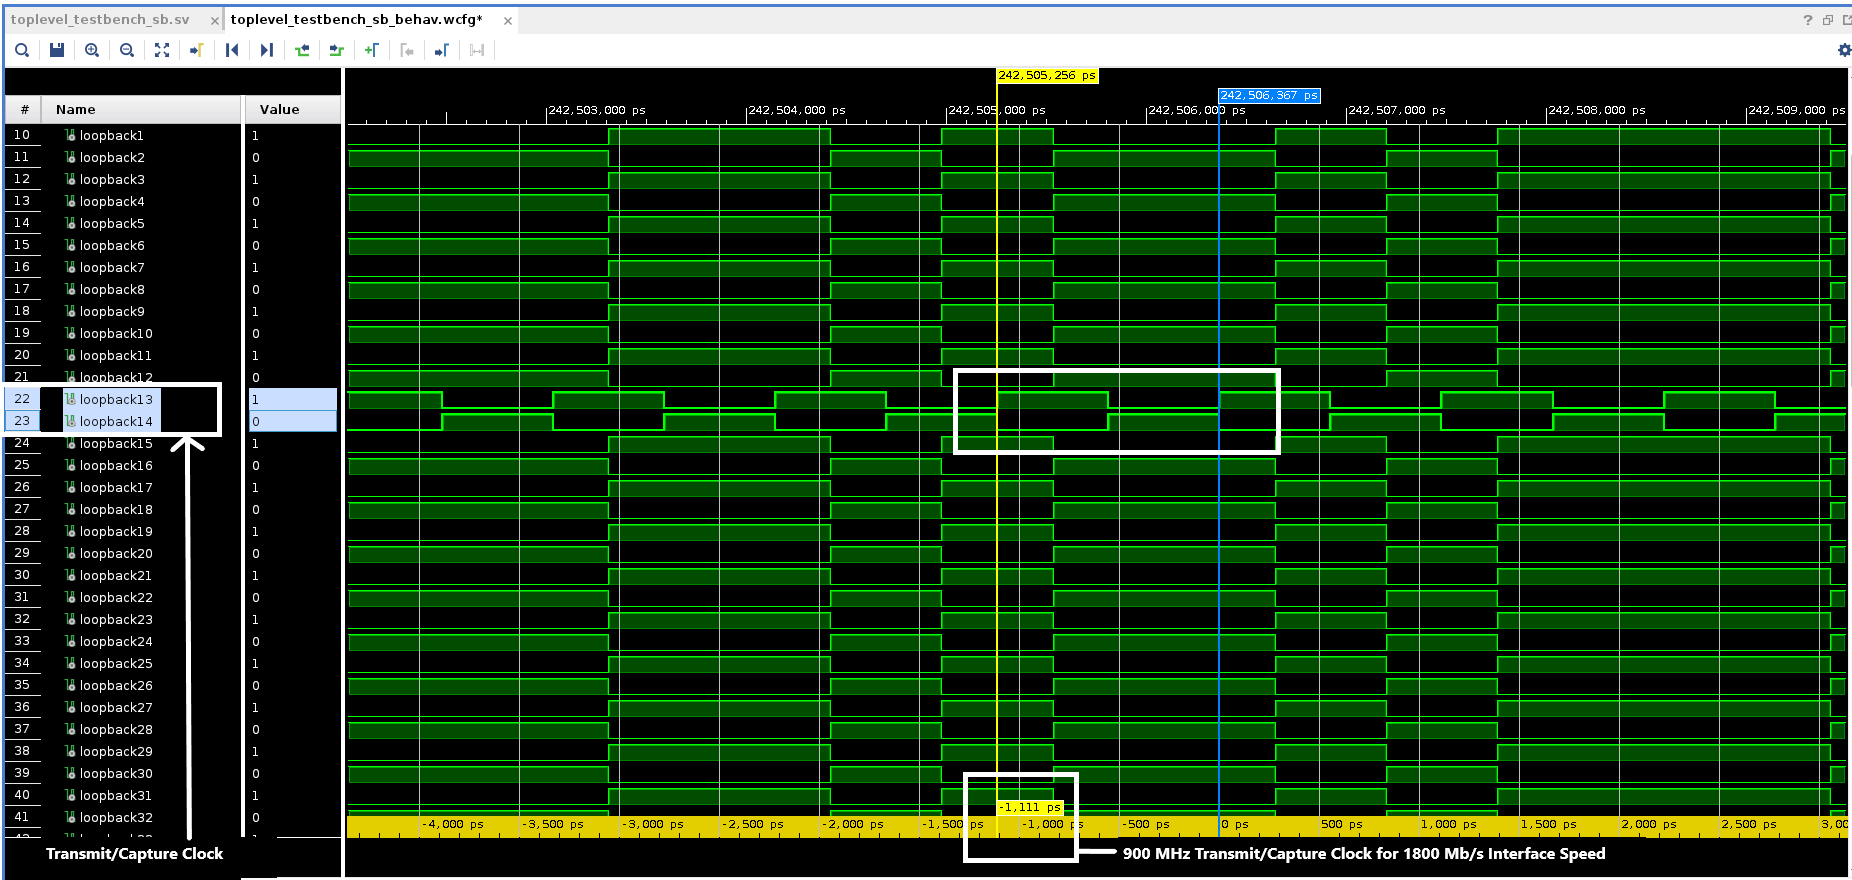 toplevel_testbench_sb.sv × toplevel_testbench_sb_behav.wcfg* ×
?
242,505,256 ps
242,506,367 ps
# Name Value
242,503,000 ps 242,504,000 ps 242,505,000 ps 242,506,000 ps 242,507,000 ps 242,508,000 ps 242,509,000 ps
10 loopback1 1
11 loopback2 0
12 loopback3 1
13 loopback4 0
14 loopback5 1
15 loopback6 0
16 loopback7 1
17 loopback8 0
18 loopback9 1
19 loopback10 0
20 loopback11 1
21 loopback12 0
22 loopback13 1
23 loopback14 0
24 loopback15 1
25 loopback16 0
26 loopback17 1
27 loopback18 0
28 loopback19 1
29 loopback20 0
30 loopback21 1
31 loopback22 0
32 loopback23 1
33 loopback24 0
34 loopback25 1
35 loopback26 0
36 loopback27 1
37 loopback28 0
38 loopback29 1
39 loopback30 0
40 loopback31 1
41 loopback32 0
-1,111 ps
-4,000 ps -3,500 ps -3,000 ps -2,500 ps -2,000 ps -1,500 ps -1,000 ps -500 ps 0 ps 500 ps 1,000 ps 1,500 ps 2,000 ps 2,500 ps 3,00
Transmit/Capture Clock
900 MHz Transmit/Capture Clock for 1800 Mb/s Interface Speed